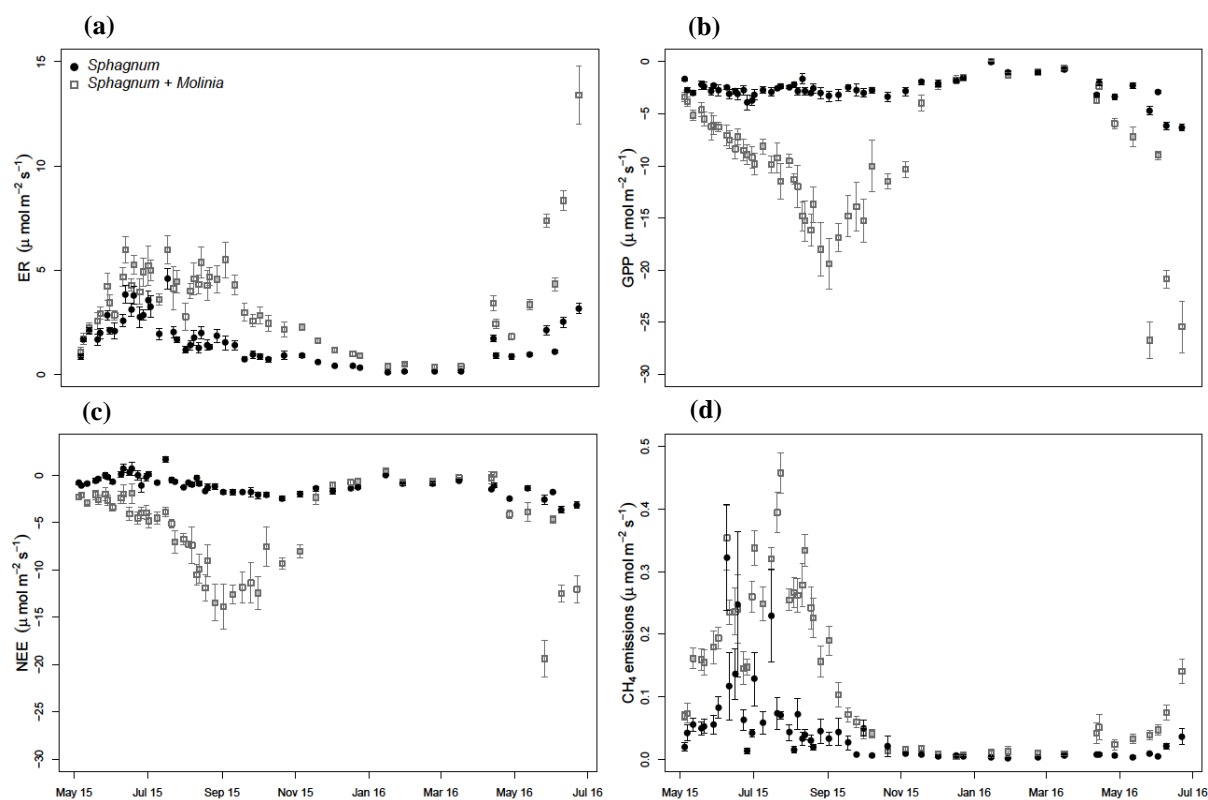 (a)
(b)
● Sphagnum
□ Sphagnum + Molinia
15
10
5
0
ER (μ mol m−2 s−1)
0
−5
−10
−15
−20
−25
−30
GPP (μ mol m−2 s−1)
(c)
(d)
0
−5
−10
−15
−20
−25
−30
NEE (μ mol m−2 s−1)
0.5
0.4
0.3
0.2
0.1
0.0
CH4 emissions (μ mol m−2 s−1)
May 15 Jul 15 Sep 15 Nov 15 Jan 16 Mar 16 May 16 Jul 16
May 15 Jul 15 Sep 15 Nov 15 Jan 16 Mar 16 May 16 Jul 16